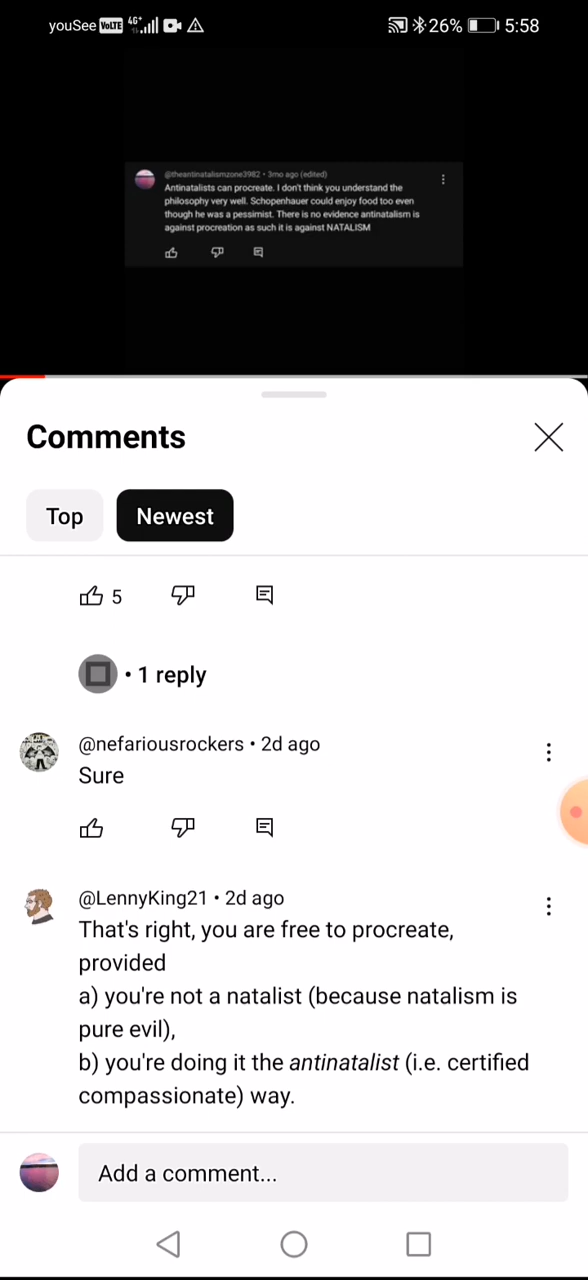 youSee VoLTE 4G+ 26% 5:58
@theantinatalismzone3982 • 3mo ago (edited)
Antinatalists can procreate. I don't think you understand the
philosophy very well. Schopenhauer could enjoy food too even
though he was a pessimist. There is no evidence antinatalism is
against procreation as such it is against NATALISM
Comments
Top Newest
5
• 1 reply
@nefariousrockers • 2d ago
Sure
@LennyKing21 • 2d ago
That's right, you are free to procreate,
provided
a) you're not a natalist (because natalism is
pure evil),
b) you're doing it the antinatalist (i.e. certified
compassionate) way.
Add a comment...